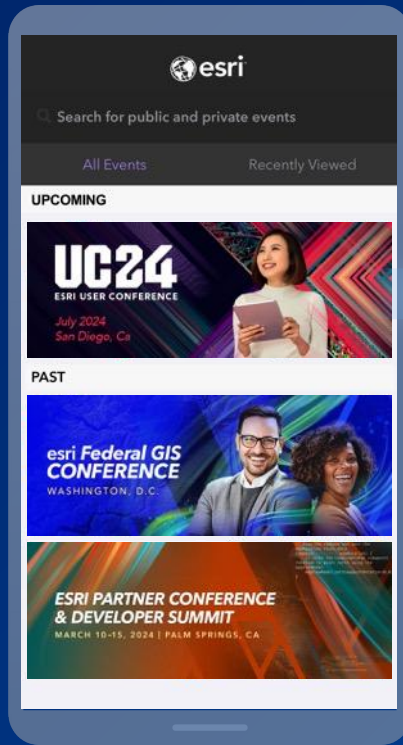 esri
Search for public and private events
All Events
Recently Viewed
UPCOMING
UC24
ESRI USER CONFERENCE
July 2024
San Diego, Ca
PAST
esri Federal GIS
CONFERENCE
WASHINGTON, D.C.
ESRI PARTNER CONFERENCE
& DEVELOPER SUMMIT
MARCH 10-15, 2024 | PALM SPRINGS, CA